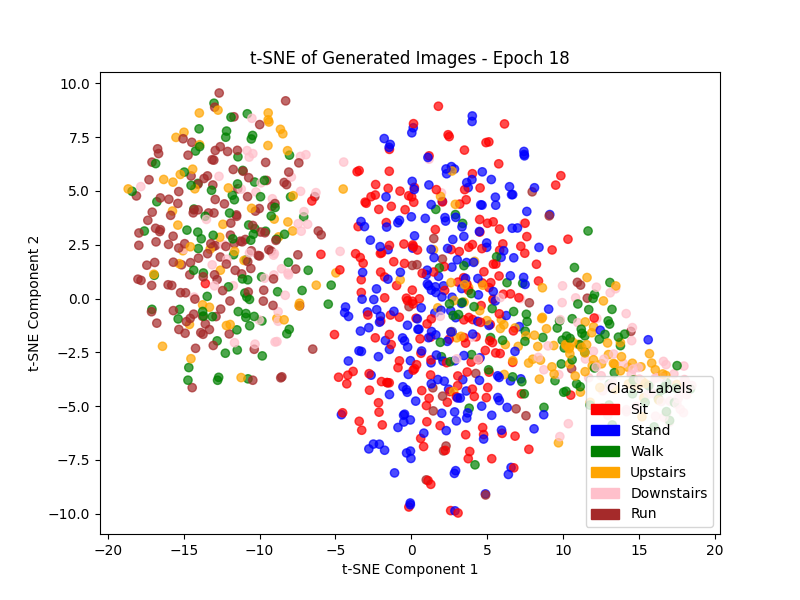 t-SNE of Generated Images - Epoch 18
t-SNE Component 2
10.0
7.5
5.0
2.5
0.0
−2.5
−5.0
−7.5
−10.0
Class Labels
Sit
Stand
Walk
Upstairs
Downstairs
Run
−20
−15
−10
−5
0
5
10
15
20
t-SNE Component 1